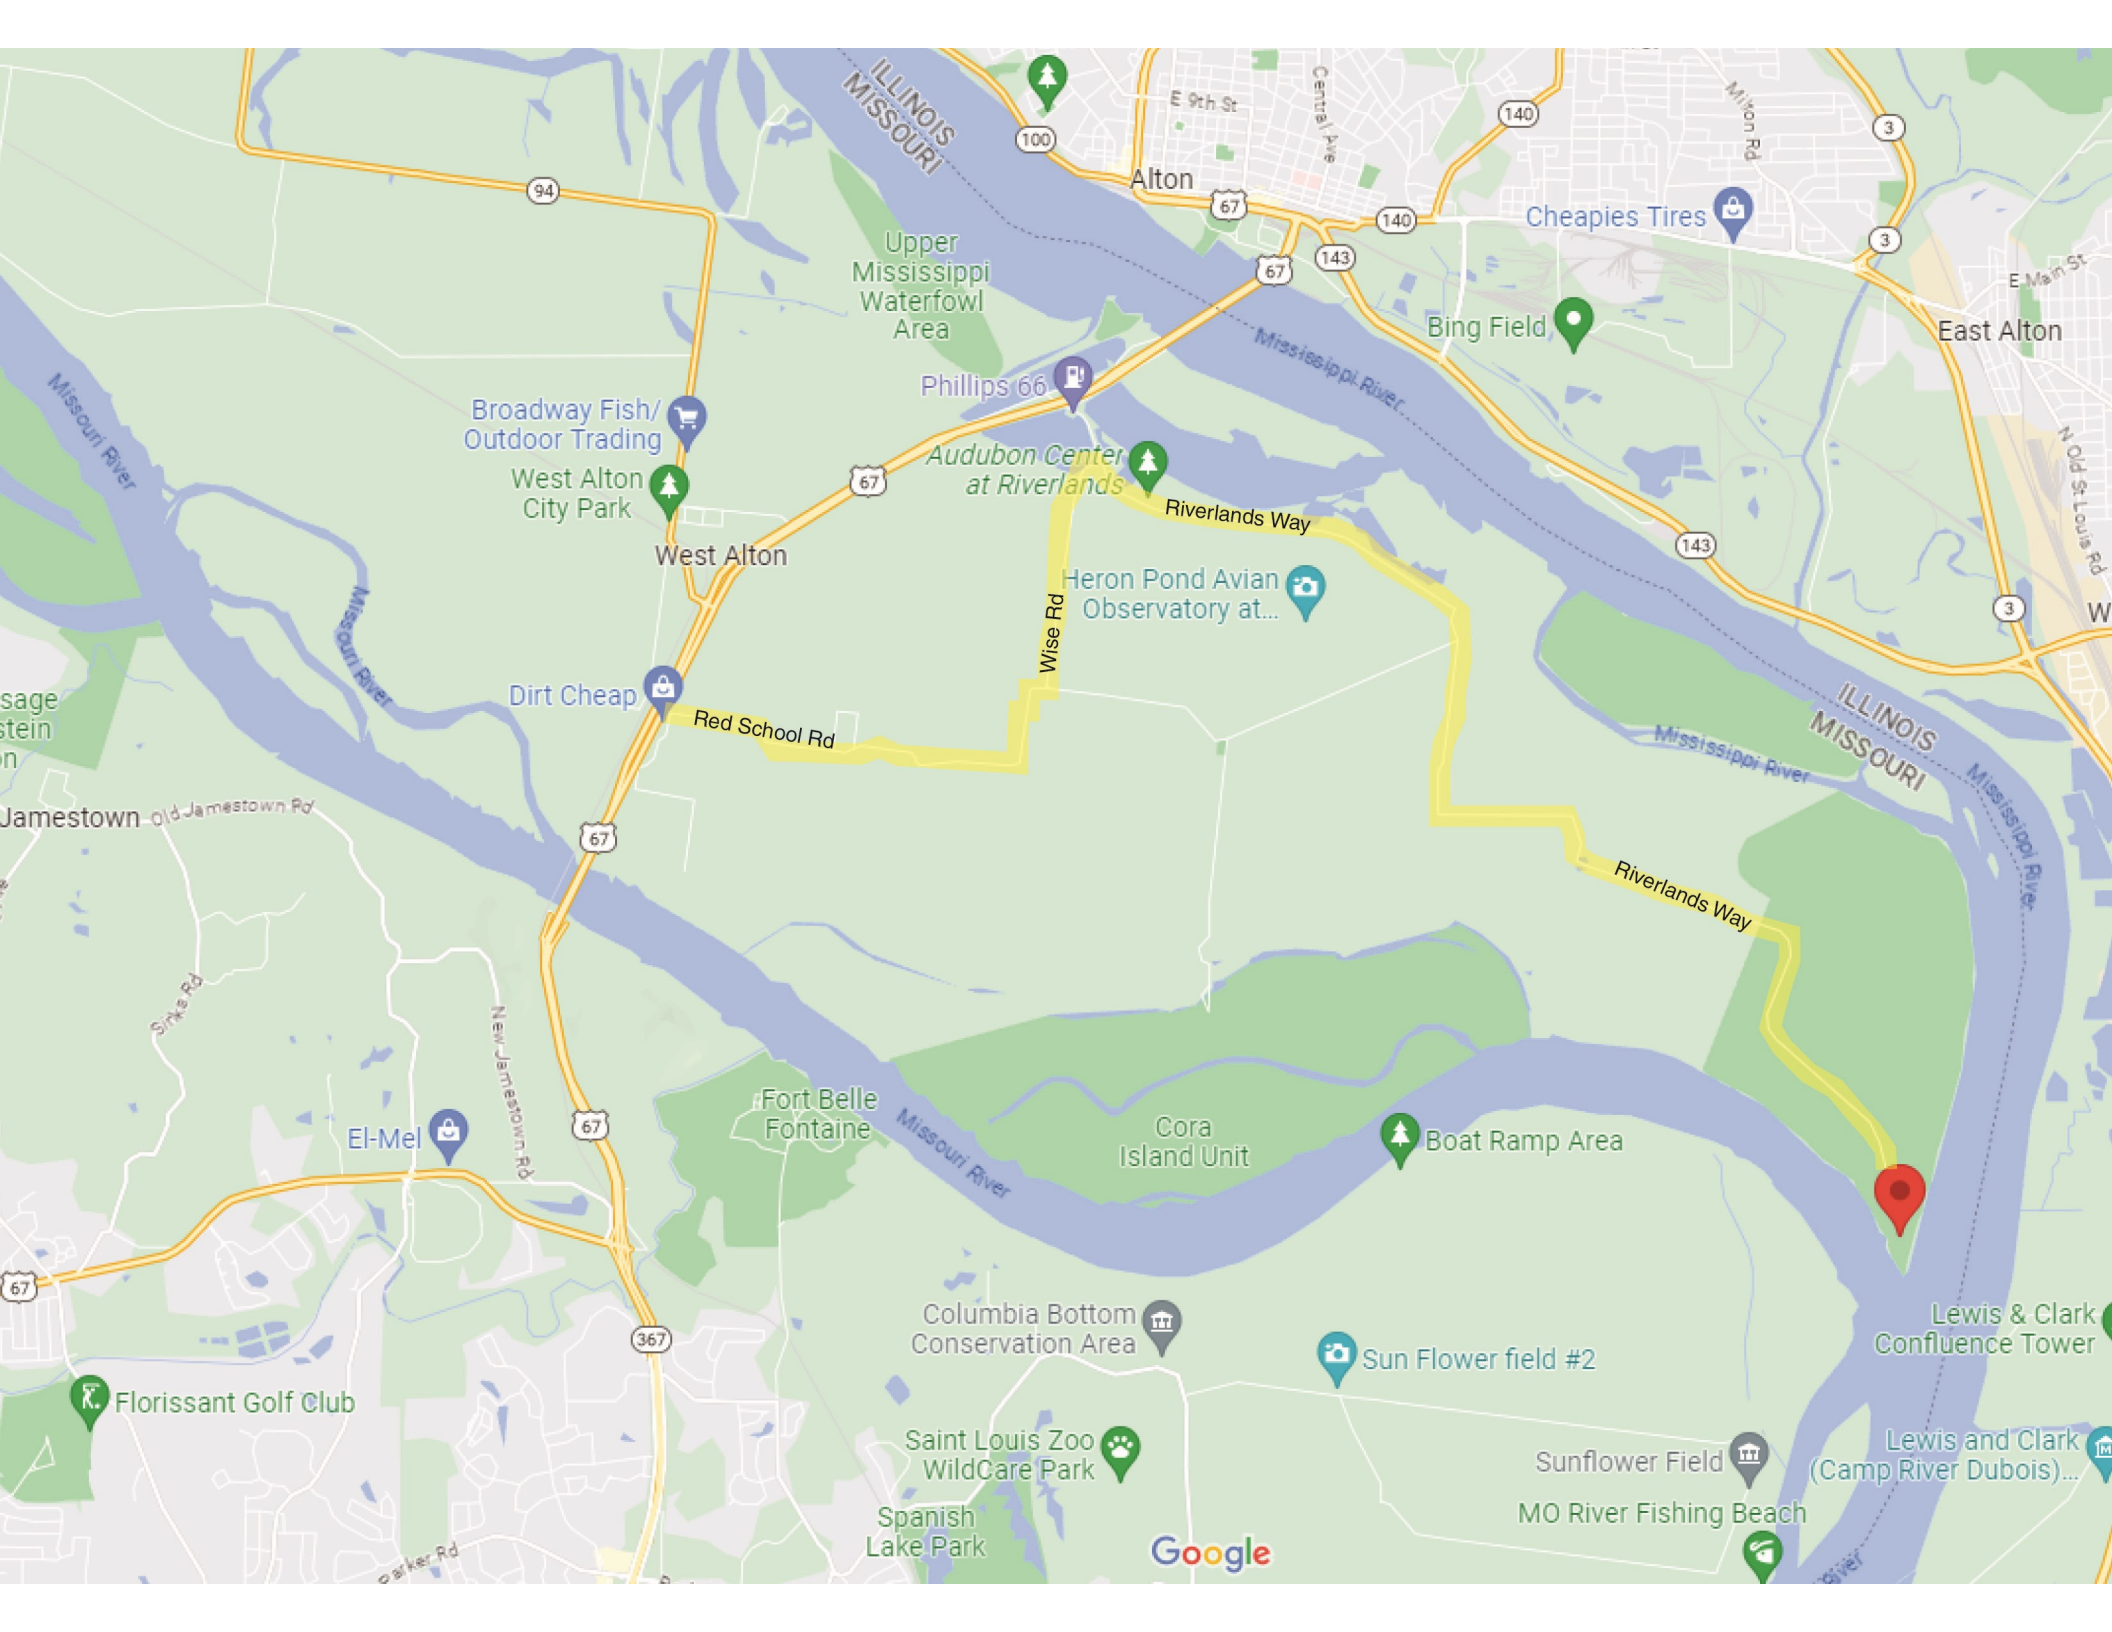 ILLINOIS
MISSOURI
100
E 9th St
Central Ave
140
Milton Rd
3
94
Alton
67
140
Cheapies Tires
3
Upper
Mississippi
Waterfowl
Area
67
143
E Main St
Bing Field
East Alton
Mississippi River
Phillips 66
Missouri River
Broadway Fish/
Outdoor Trading
Audubon Center
at Riverlands
67
West Alton
City Park
Riverlands Way
N Old St Louis Rd
143
West Alton
Heron Pond Avian
Observatory at...
3
W
Missouri River
Wise Rd
sage
stein
on
Dirt Cheap
Red School Rd
ILLINOIS
MISSOURI
Mississippi River
Mississippi River
Jamestown
Old Jamestown Rd
67
Riverlands Way
Sinks Rd
New Jamestown Rd
Fort Belle
Fontaine
67
El-Mel
Missouri River
Cora
Island Unit
Boat Ramp Area
67
367
Columbia Bottom
Conservation Area
Lewis & Clark
Confluence Tower
Sun Flower field #2
Florissant Golf Club
Saint Louis Zoo
WildCare Park
Sunflower Field
Lewis and Clark
(Camp River Dubois)...
Spanish
Lake Park
MO River Fishing Beach
Google
Parker Rd
River